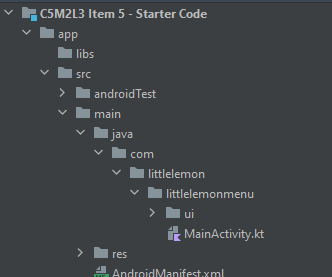 C5M2L3 Item 5 - Starter Code
app
libs
src
androidTest
main
java
com
littlelemon
littlelemonmenu
ui
MainActivity.kt
res
AndroidManifest.xml